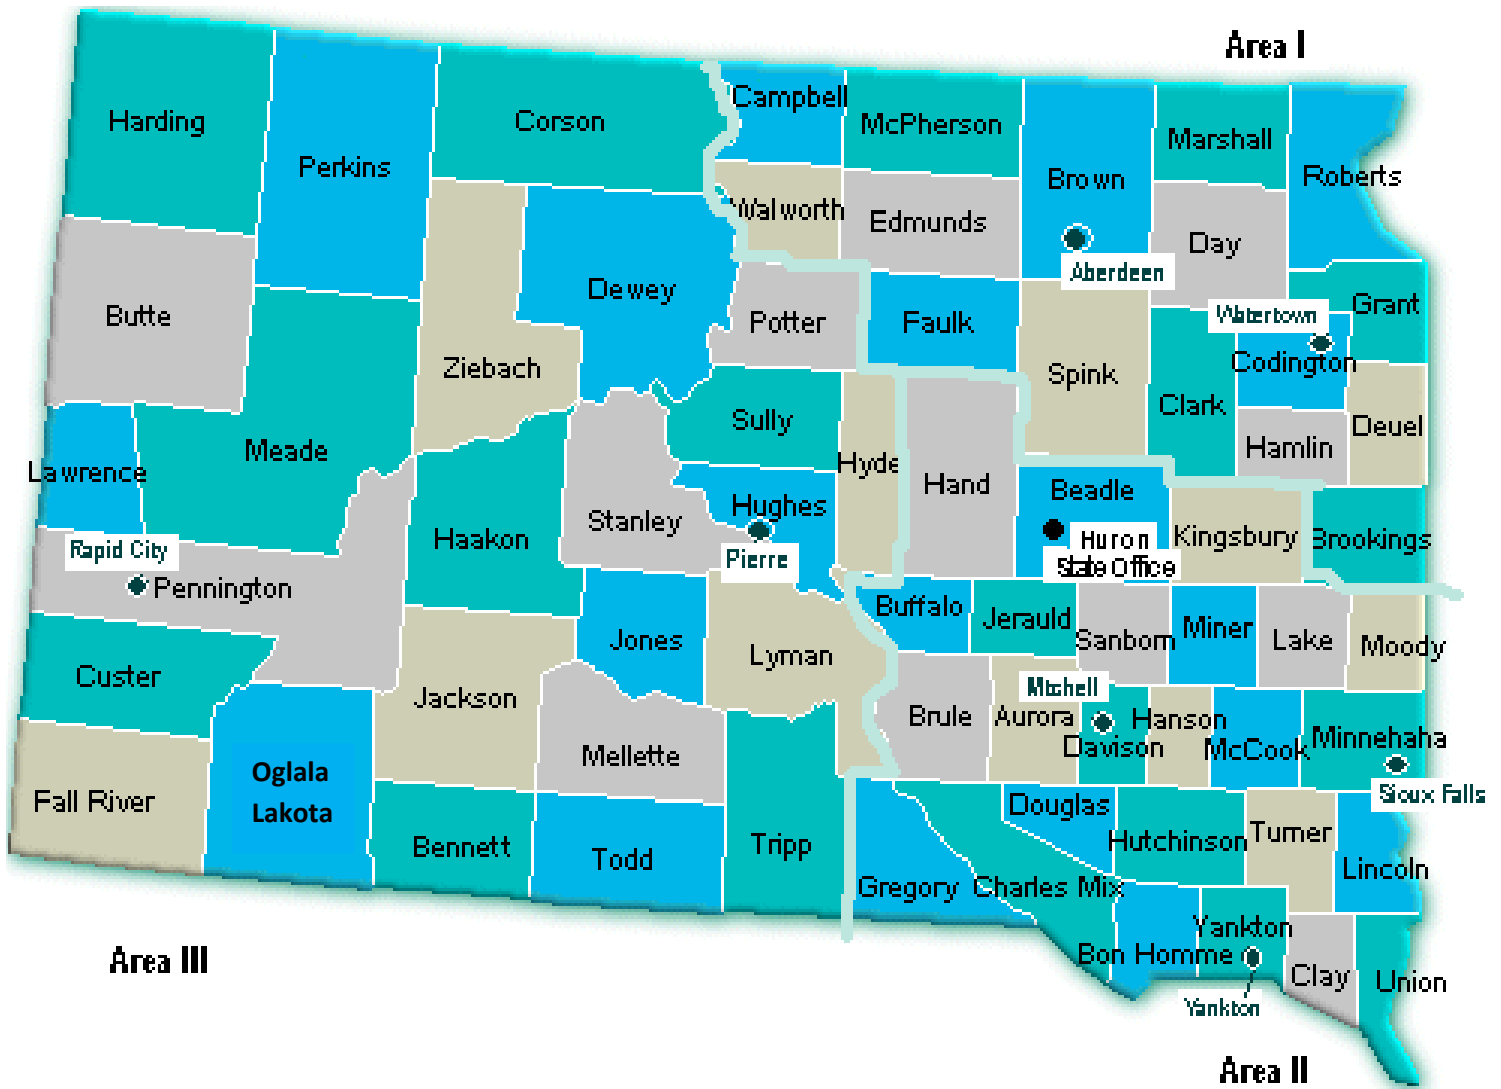 Area I
Campbell
Harding
Corson
McPherson
Marshall
Perkins
Brown
Roberts
Walworth
Edmunds
Day
Aberdeen
Dewey
Butte
Potter
Faulk
Grant
Watertown
Ziebach
Spink
Codington
Clark
Sully
Deuel
Meade
Hamlin
Lawrence
Hyde
Hand
Beadle
Hughes
Stanley
Haakon
Huron
Kingsbury
Brookings
Rapid City
Pierre
State Office
Pennington
Buffalo
Jerauld
Sanborn
Miner
Lake
Jones
Lyman
Moody
Custer
Mitchell
Jackson
Brule
Aurora
Hanson
Davison
McCook
Minnehaha
Mellette
Oglala
Lakota
Fall River
Sioux Falls
Douglas
Hutchinson
Turner
Bennett
Todd
Tripp
Lincoln
Gregory
Charles Mix
Yankton
Bon Homme
Area III
Clay
Union
Yankton
Area II